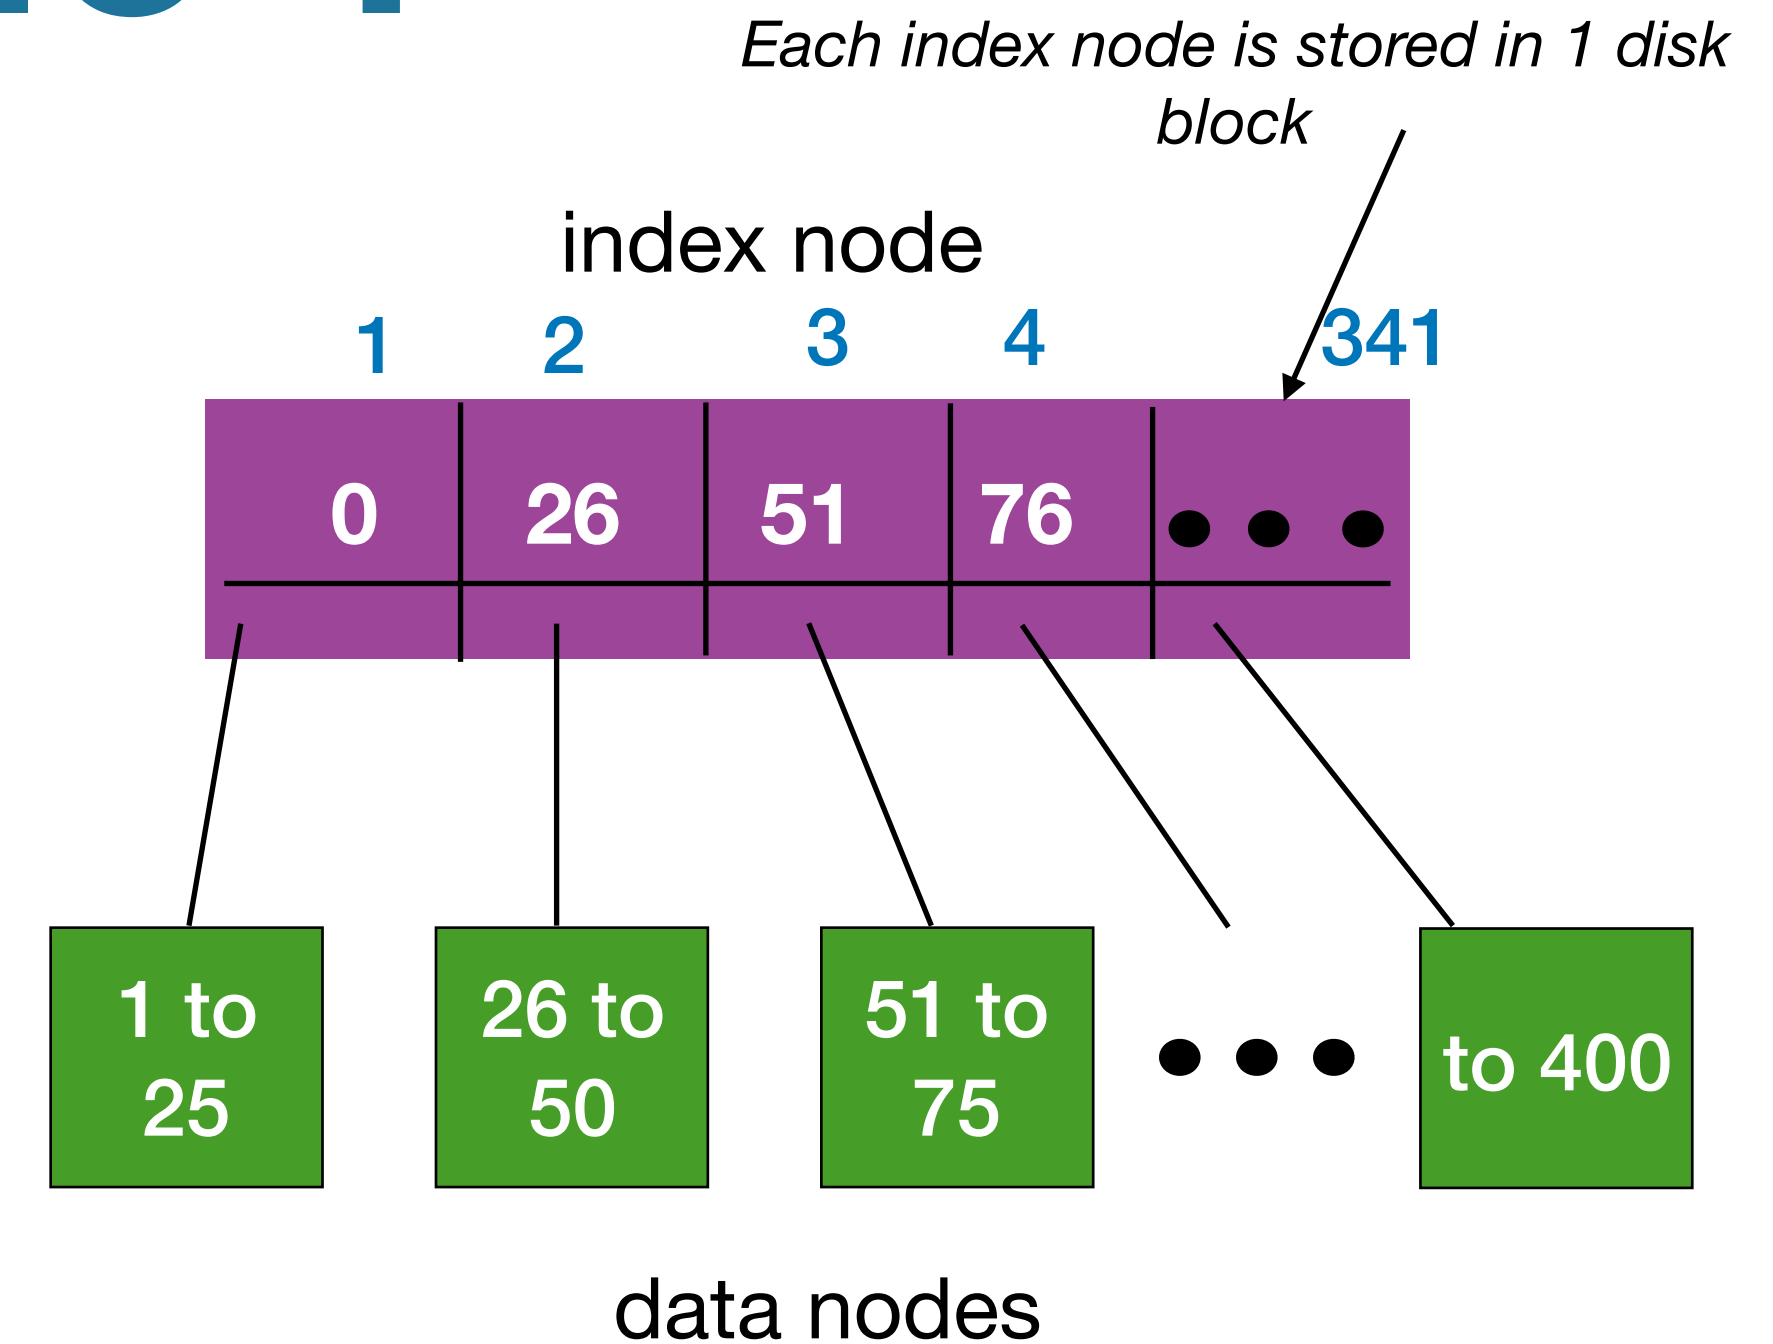 Each index node is stored in 1 disk
block
index node
1 2 3 4 341
0 26 51 76
1 to
25
26 to
50
51 to
75
to 400
data nodes